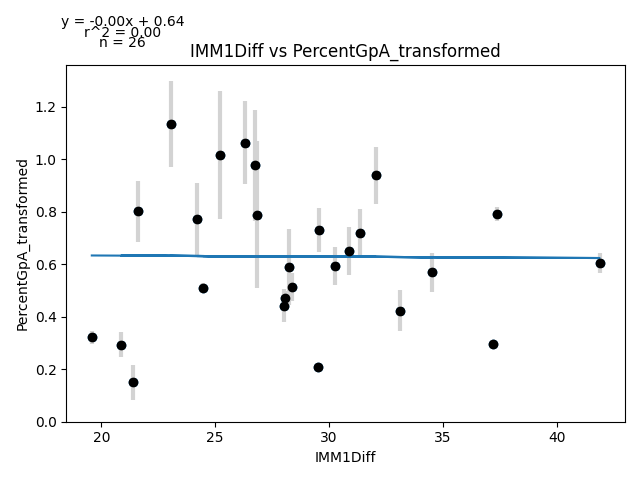 y = -0.00x + 0.64
r^2 = 0.00
n = 26
IMM1Diff vs PercentGpA_transformed
PercentGpA_transformed
1.2
1.0
0.8
0.6
0.4
0.2
0.0
20
25
30
35
40
IMM1Diff